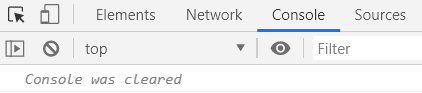 Elements Network Console Sources
top Filter
Console was cleared